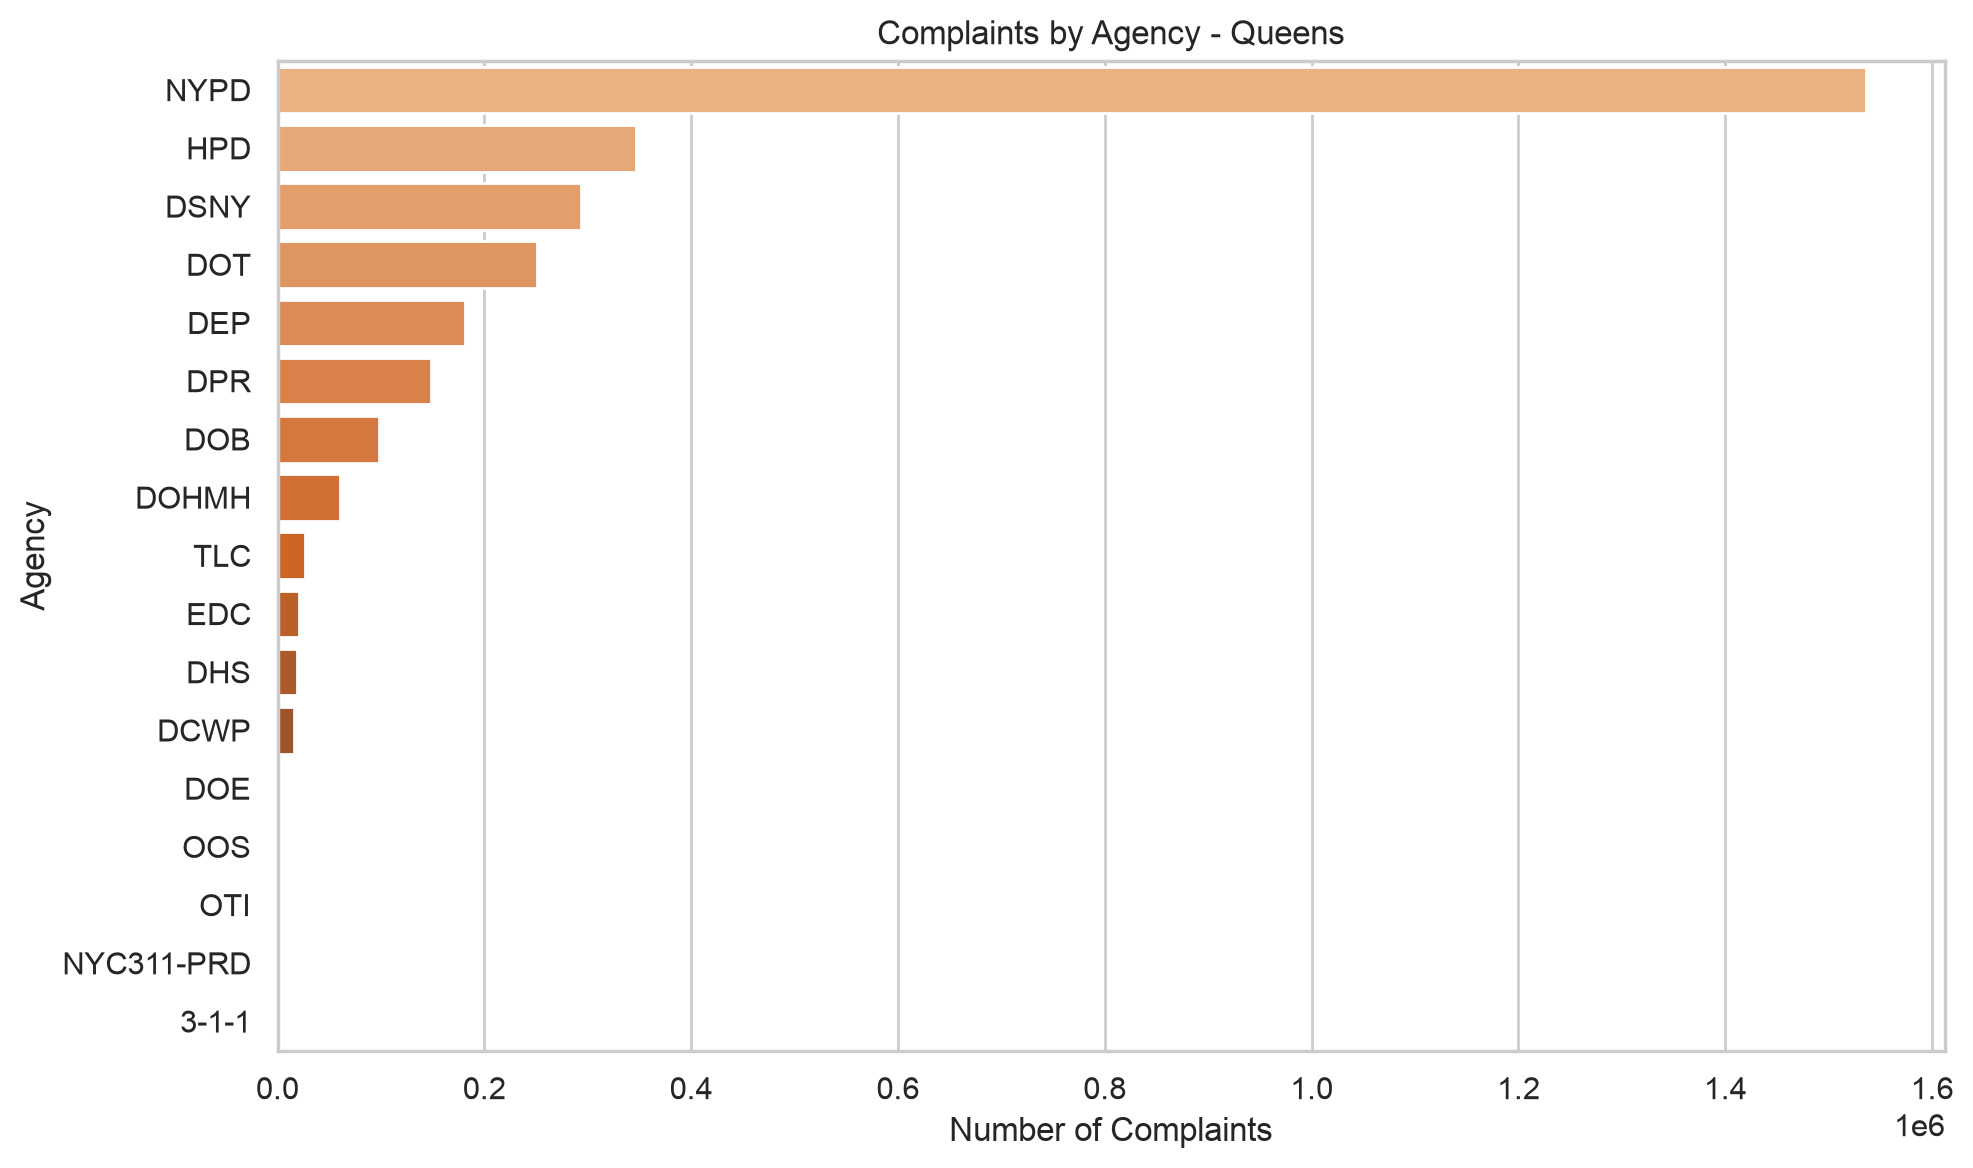 Complaints by Agency - Queens
NYPD
HPD
DSNY
DOT
DEP
DPR
DOB
DOHMH
TLC
EDC
DHS
DCWP
DOE
OOS
OTI
NYC311-PRD
3-1-1
Agency
0.0 0.2 0.4 0.6 0.8 1.0 1.2 1.4 1.6
1e6
Number of Complaints